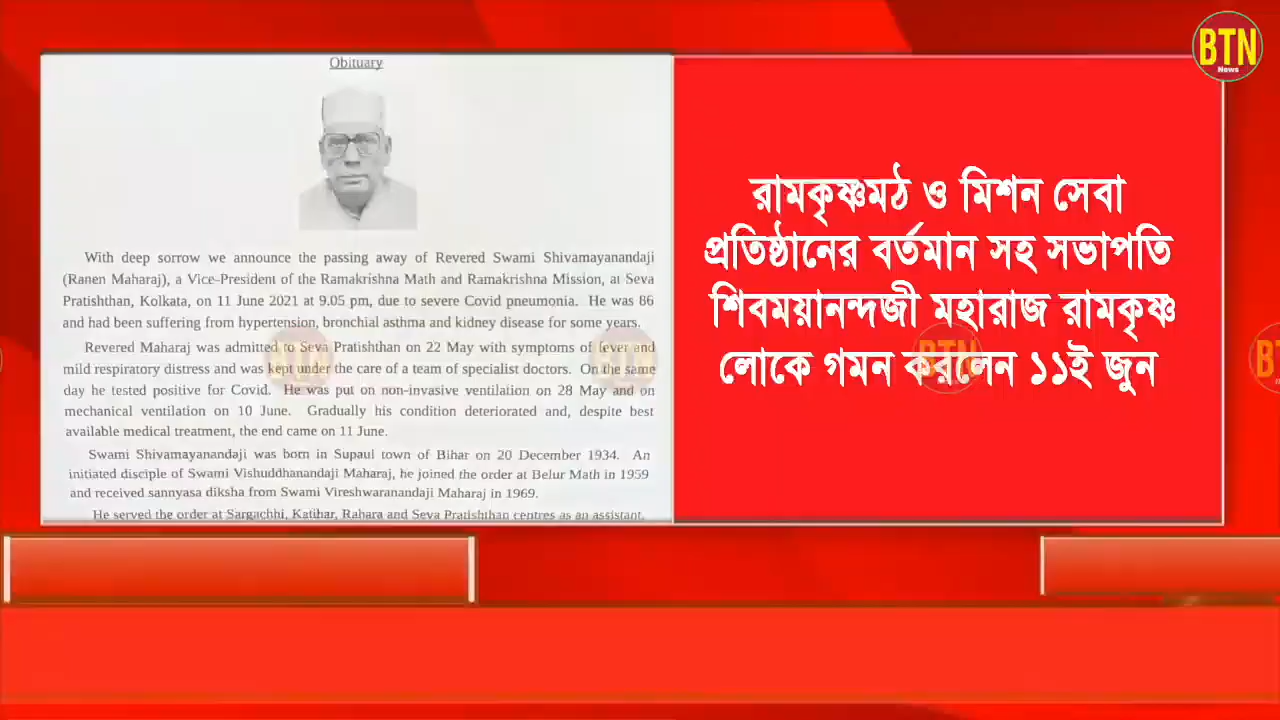 BTN
News
Obituary
With deep sorrow we announce the passing away of Revered Swami Shivamayanandaji
(Ranen Maharaj), a Vice-President of the Ramakrishna Math and Ramakrishna Mission, at Seva
Pratishthan, Kolkata, on 11 June 2021 at 9.05 pm, due to severe Covid pneumonia. He was 86
and had been suffering from hypertension, bronchial asthma and kidney disease for some years.
Revered Maharaj was admitted to Seva Pratishthan on 22 May with symptoms of fever and
mild respiratory distress and was kept under the care of a team of specialist doctors. On the same
day he tested positive for Covid. He was put on non-invasive ventilation on 28 May and on
mechanical ventilation on 10 June. Gradually his condition deteriorated and, despite best
available medical treatment, the end came on 11 June.
Swami Shivamayanandaji was born in Supaul town of Bihar on 20 December 1934. An
initiated disciple of Swami Vishuddhanandaji Maharaj, he joined the order at Belur Math in 1959
and received sannyasa diksha from Swami Vireshwaranandaji Maharaj in 1969.
He served the order at Sargachhi, Katihar, Rahara and Seva Pratishthan centres as an assistant,
রামকৃষ্ণমঠ ও মিশন সেবা
প্রতিষ্ঠানের বর্তমান সহ সভাপতি
শিবময়ানন্দজী মহারাজ রামকৃষ্ণ
লোকে গমন করলেন ১১ই জুন
BTN
BTN
BTN